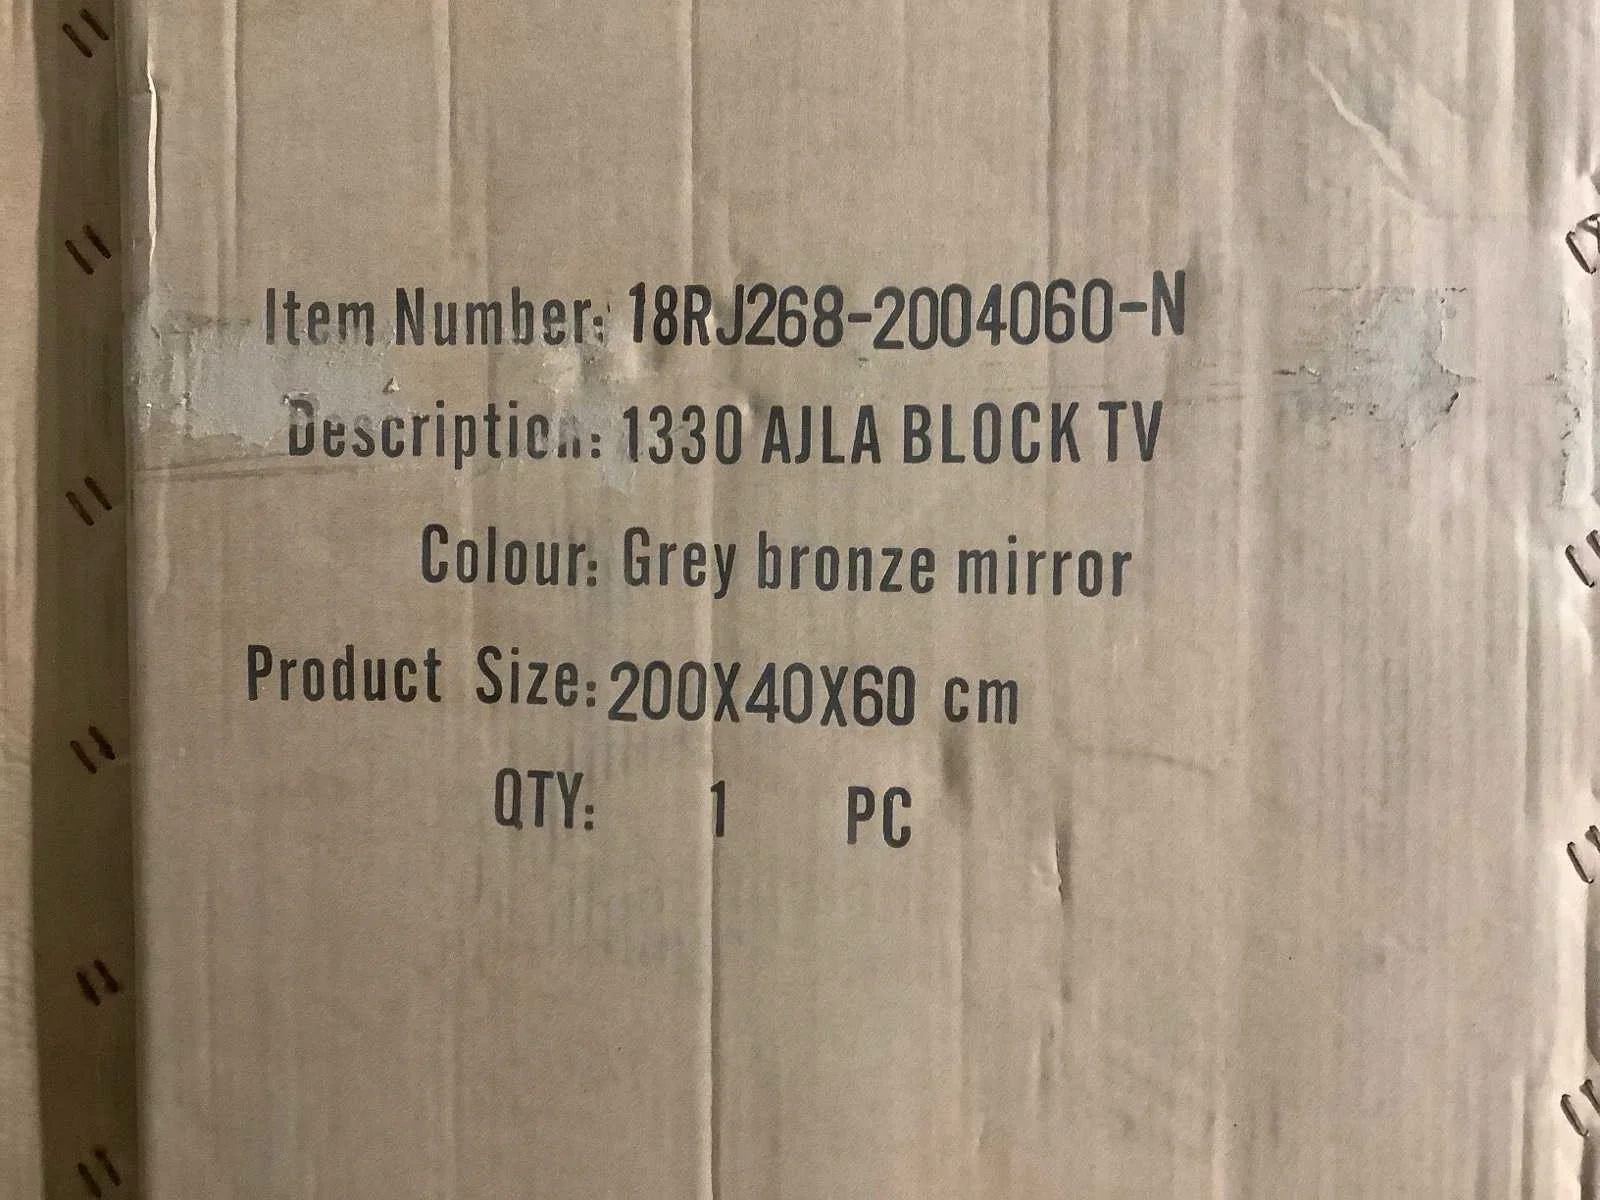 Item Number: 18RJ268-2004060-N
Description: 1330 AJLA BLOCK TV
Colour: Grey bronze mirror
Product Size: 200X40X60 cm
QTY: 1 PC